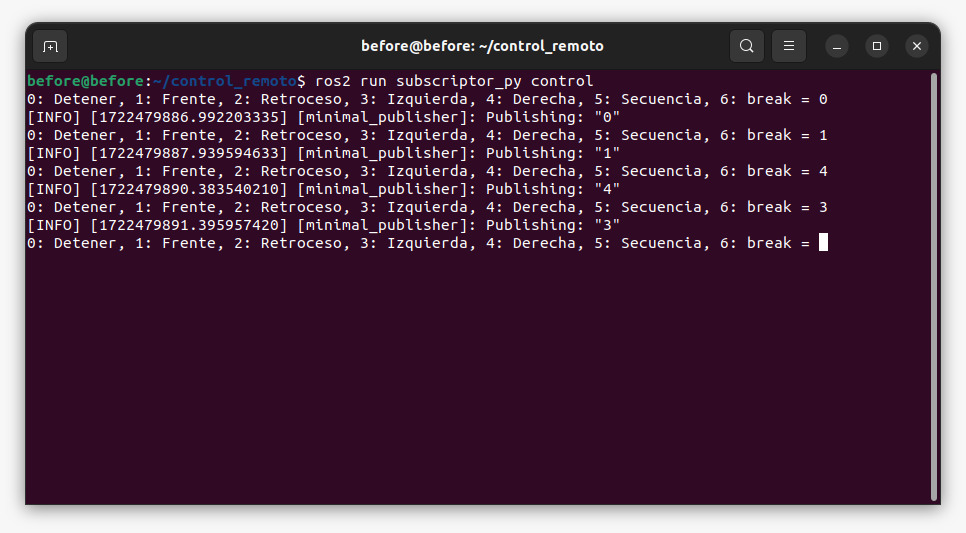 before@before: ~/control_remoto
before@before:~/control_remoto$ ros2 run subscriptor_py control
0: Detener, 1: Frente, 2: Retroceso, 3: Izquierda, 4: Derecha, 5: Secuencia, 6: break = 0
[INFO] [1722479886.992203335] [minimal_publisher]: Publishing: "0"
0: Detener, 1: Frente, 2: Retroceso, 3: Izquierda, 4: Derecha, 5: Secuencia, 6: break = 1
[INFO] [1722479887.939594633] [minimal_publisher]: Publishing: "1"
0: Detener, 1: Frente, 2: Retroceso, 3: Izquierda, 4: Derecha, 5: Secuencia, 6: break = 4
[INFO] [1722479890.383540210] [minimal_publisher]: Publishing: "4"
0: Detener, 1: Frente, 2: Retroceso, 3: Izquierda, 4: Derecha, 5: Secuencia, 6: break = 3
[INFO] [1722479891.395957420] [minimal_publisher]: Publishing: "3"
0: Detener, 1: Frente, 2: Retroceso, 3: Izquierda, 4: Derecha, 5: Secuencia, 6: break =